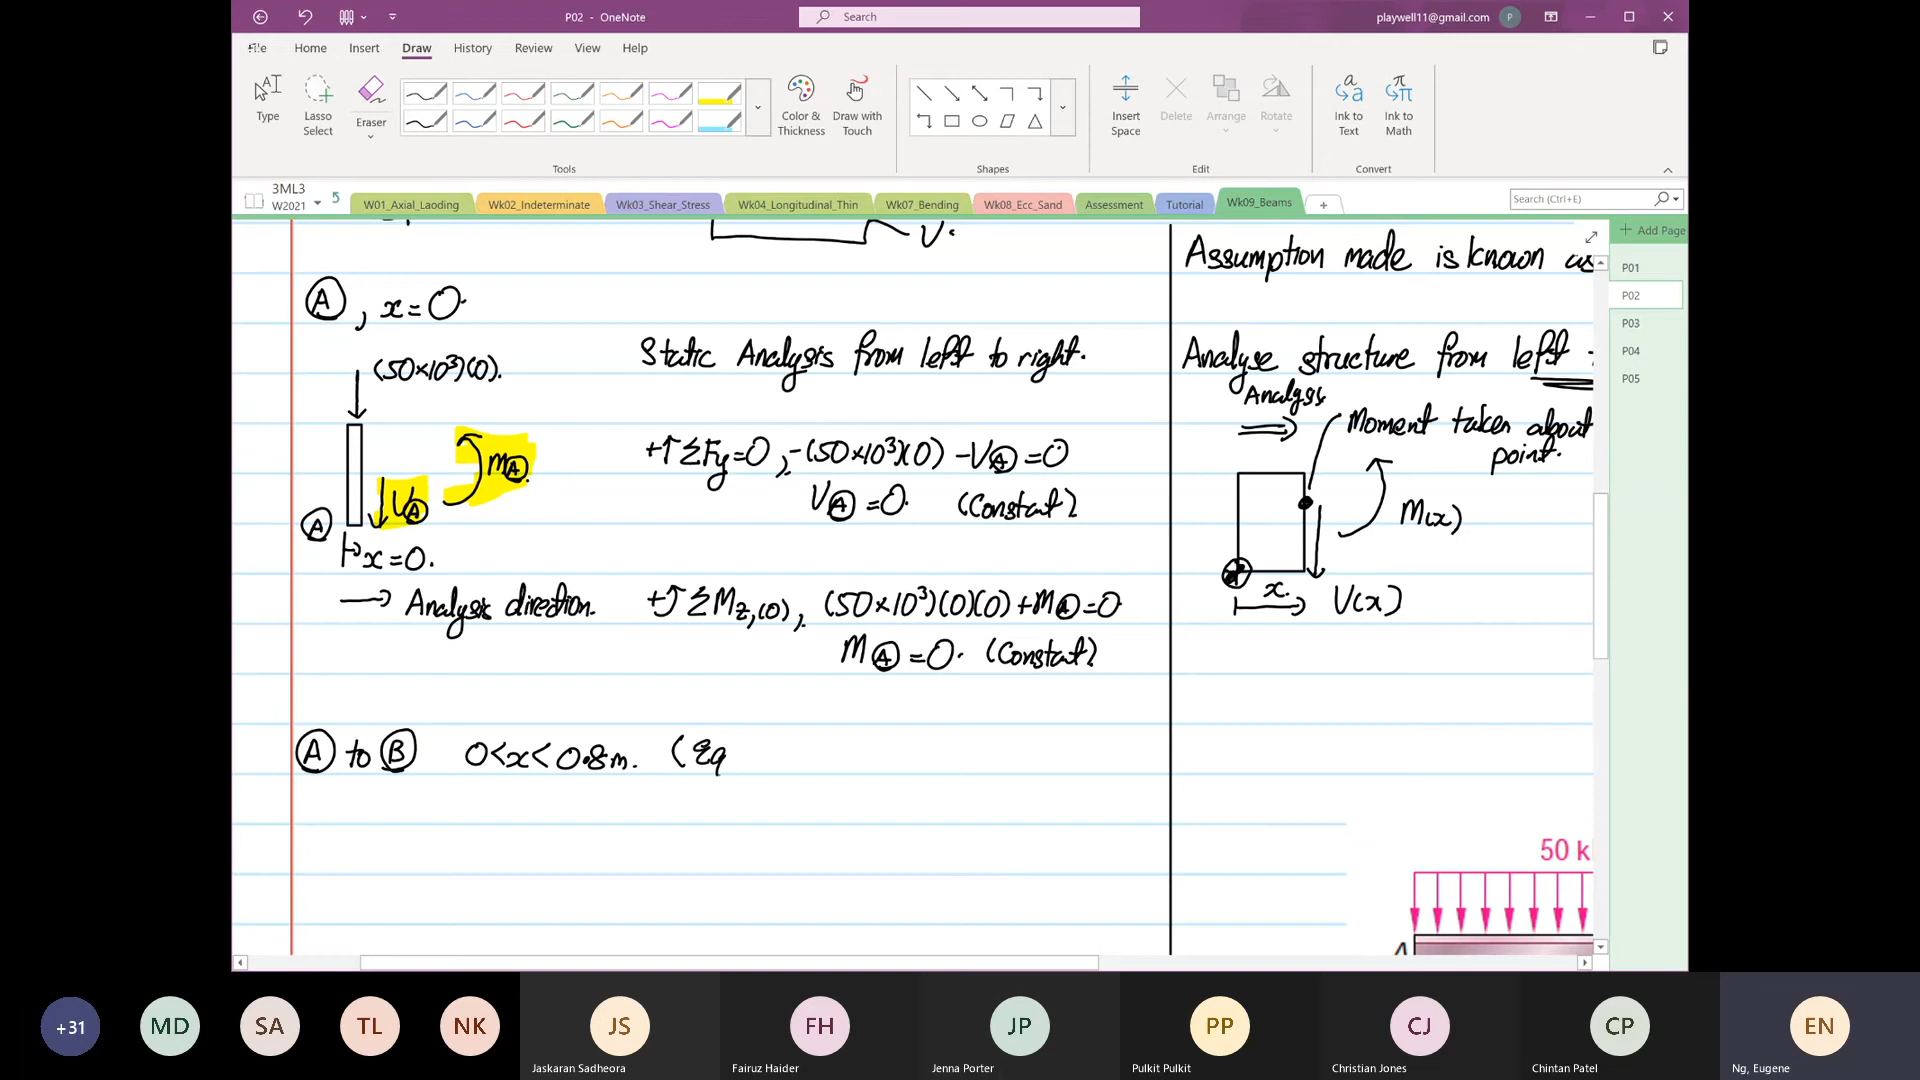 P02 - OneNote
Search
playwell11@gmail.com
P
File
Home
Insert
Draw
History
Review
View
Help
Type
Lasso Select
Eraser
Color & Thickness
Draw with Touch
Insert Space
Delete
Arrange
Rotate
Ink to Text
Ink to Math
Tools
Shapes
Edit
Convert
3ML3 W2021
W01_Axial_Laoding
Wk02_Indeterminate
Wk03_Shear_Stress
Wk04_Longitudinal_Thin
Wk07_Bending
Wk08_Ecc_Sand
Assessment
Tutorial
Wk09_Beams
Search (Ctrl+E)
Add Page
P01
P02
P03
P04
P05
V.
Assumption made is known as
A, x=0.
(50×10³)(0).
Static Analysis from left to right.
Analyse structure from left
Analysis
Moment taken about
point.
MA.
VA
+↑ΣFy=0, -(50×10³)(0) - VA = 0
VA = 0. (Constant)
M(x)
A
x=0.
x.
V(x)
→ Analysis direction.
ΣMz,(0), (50×10³)(0)(0) + MA = 0
MA = 0. (Constant)
A to B 0<x<0.8m. (Eq
50 k
A
+31
MD
SA
TL
NK
JS
Jaskaran Sadheora
FH
Fairuz Haider
JP
Jenna Porter
PP
Pulkit Pulkit
CJ
Christian Jones
CP
Chintan Patel
EN
Ng, Eugene